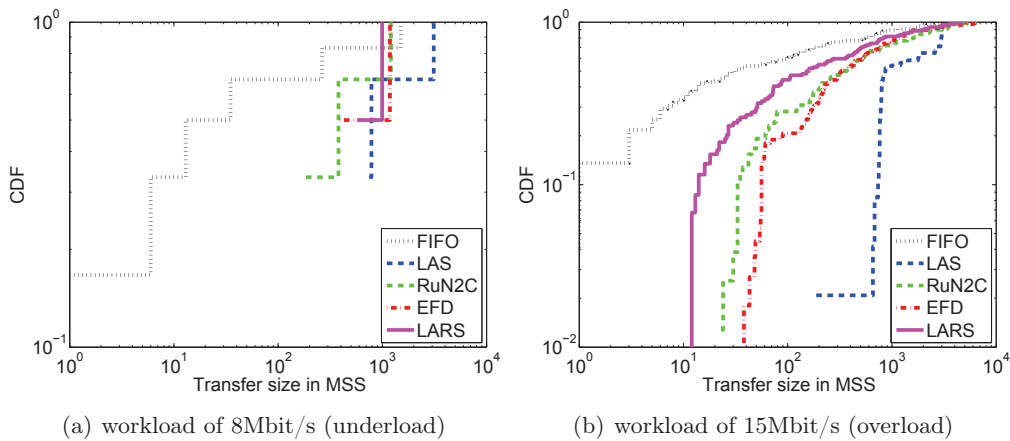 10^0
CDF
10^-1
10^0 10^1 10^2 10^3 10^4
Transfer size in MSS
FIFO
LAS
RuN2C
EFD
LARS
(a) workload of 8Mbit/s (underload)
10^0
CDF
10^-1
10^-2
10^0 10^1 10^2 10^3 10^4
Transfer size in MSS
FIFO
LAS
RuN2C
EFD
LARS
(b) workload of 15Mbit/s (overload)